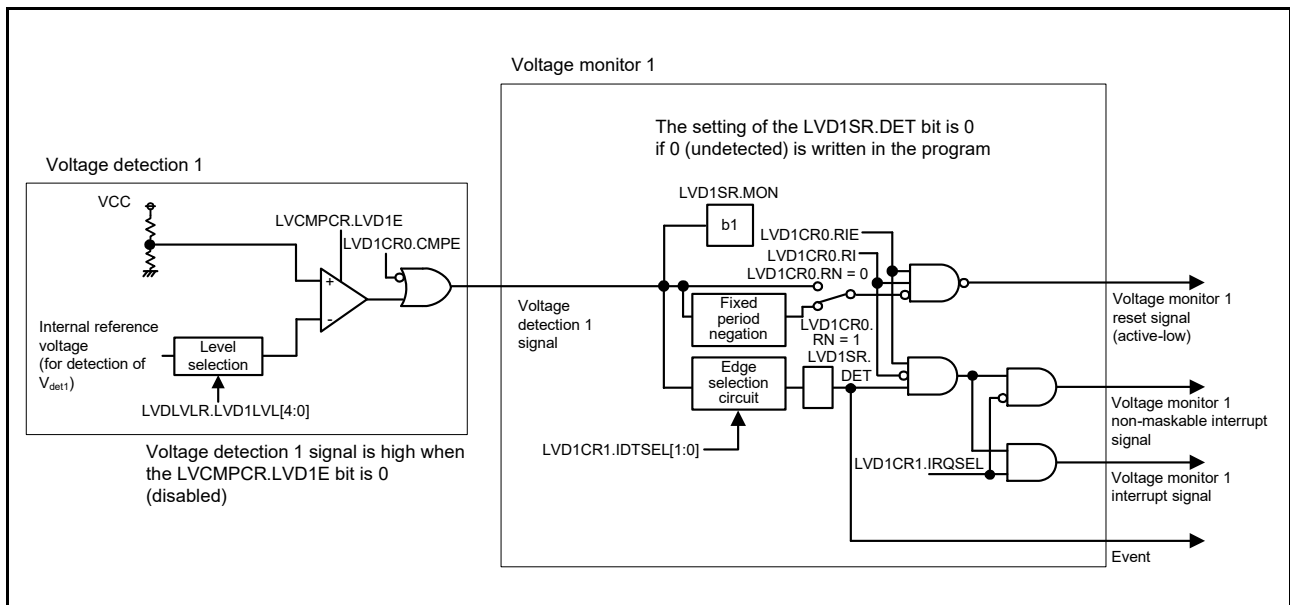 Voltage monitor 1
The setting of the LVD1SR.DET bit is 0
if 0 (undetected) is written in the program
Voltage detection 1
VCC
LVCMPCR.LVD1E
LVD1CR0.CMPE
+
-
Internal reference
voltage
(for detection of
Vdet1)
Level
selection
LVDLVLR.LVD1LVL[4:0]
Voltage detection 1 signal is high when
the LVCMPCR.LVD1E bit is 0
(disabled)
Voltage
detection 1
signal
LVD1SR.MON
b1
LVD1CR0.RIE
LVD1CR0.RI
LVD1CR0.RN = 0
Fixed
period
negation
LVD1CR0.
RN = 1
LVD1SR.
DET
Edge
selection
circuit
LVD1CR1.IDTSEL[1:0]
LVD1CR1.IRQSEL
Voltage monitor 1
reset signal
(active-low)
Voltage monitor 1
non-maskable interrupt
signal
Voltage monitor 1
interrupt signal
Event